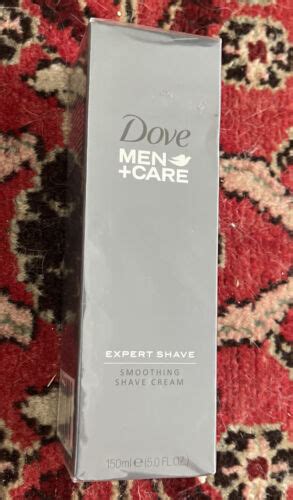 Dove
MEN
+CARE
EXPERT SHAVE
SMOOTHING
SHAVE CREAM
150ml e (5.0 FL.OZ.)